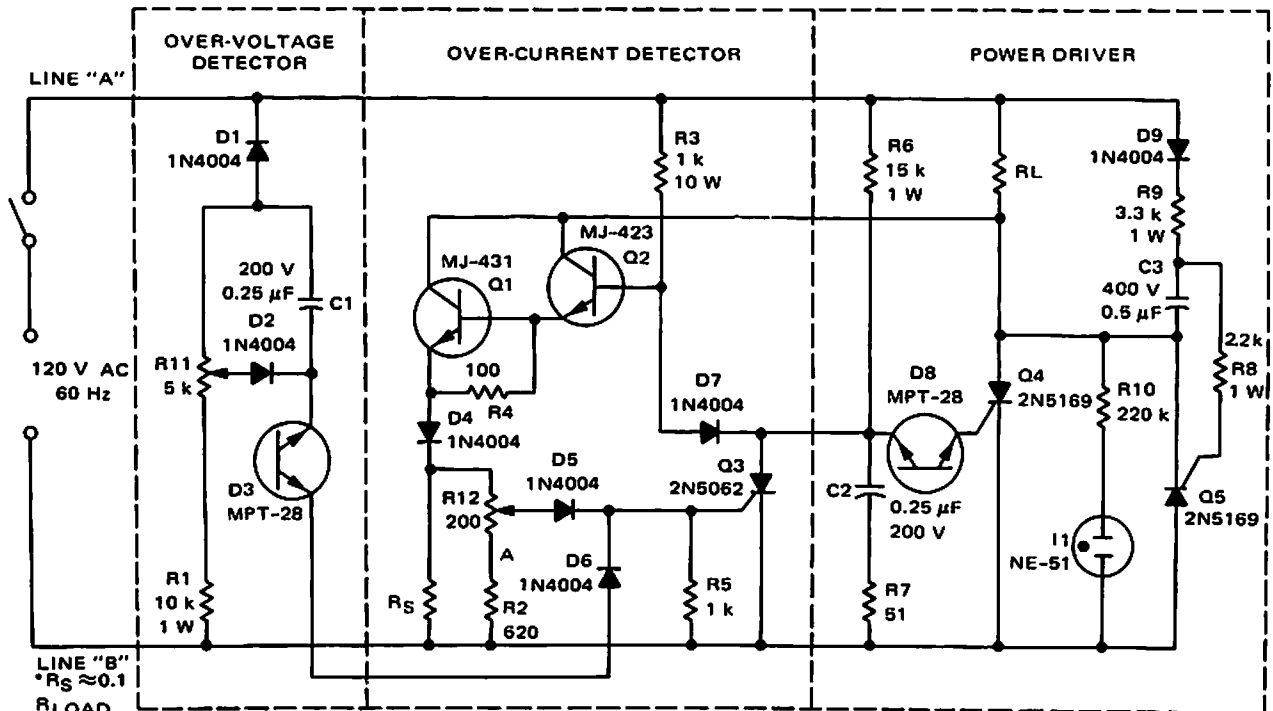 OVER-VOLTAGE
DETECTOR
OVER-CURRENT DETECTOR
POWER DRIVER
LINE "A"
D1
1N4004
R3
1 k
10 W
R6
15 k
1 W
RL
D9
1N4004
R9
3.3 k
1 W
MJ-431
Q1
MJ-423
Q2
200 V
0.25 μF
C1
D2
1N4004
C3
400 V
0.5 μF
120 V AC
60 Hz
R11
5 k
100
R4
D7
1N4004
D8
MPT-28
Q4
2N5169
R10
220 k
22k
R8
1 W
D4
1N4004
D3
MPT-28
R12
200
D5
1N4004
Q3
2N5062
C2
0.25 μF
200 V
Q5
2N5169
A
I1
NE-51
R1
10 k
1 W
RS
R2
620
D6
1N4004
R5
1 k
R7
51
LINE "B"
*RS ≈0.1
RLOAD